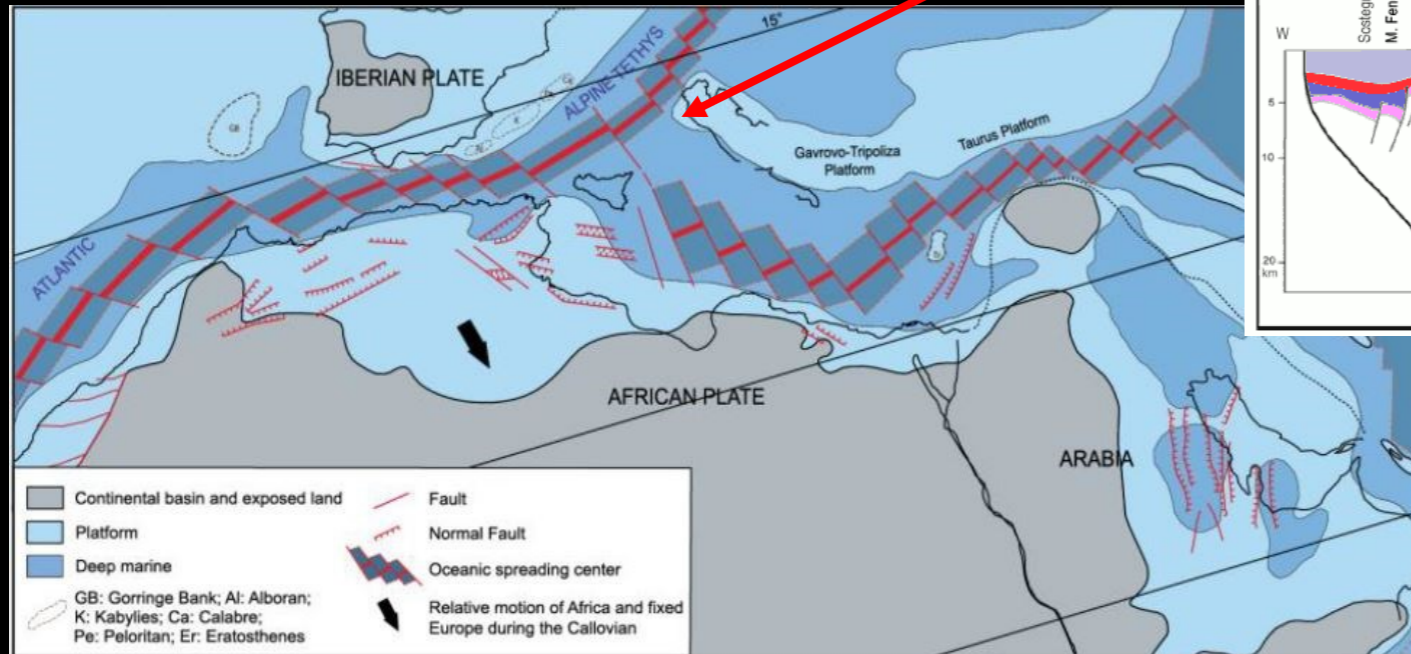 15°
IBERIAN PLATE
ALPINE TETHYS
ATLANTIC
Gavrovo-Tripoliza
Platform
Taurus Platform
AFRICAN PLATE
ARABIA
Continental basin and exposed land
Platform
Deep marine
GB: Gorringe Bank; Al: Alboran;
K: Kabylies; Ca: Calabre;
Pe: Peloritan; Er: Eratosthenes
Fault
Normal Fault
Oceanic spreading center
Relative motion of Africa and fixed
Europe during the Callovian
W
Sostegn
M. Fen
5
10
20
km